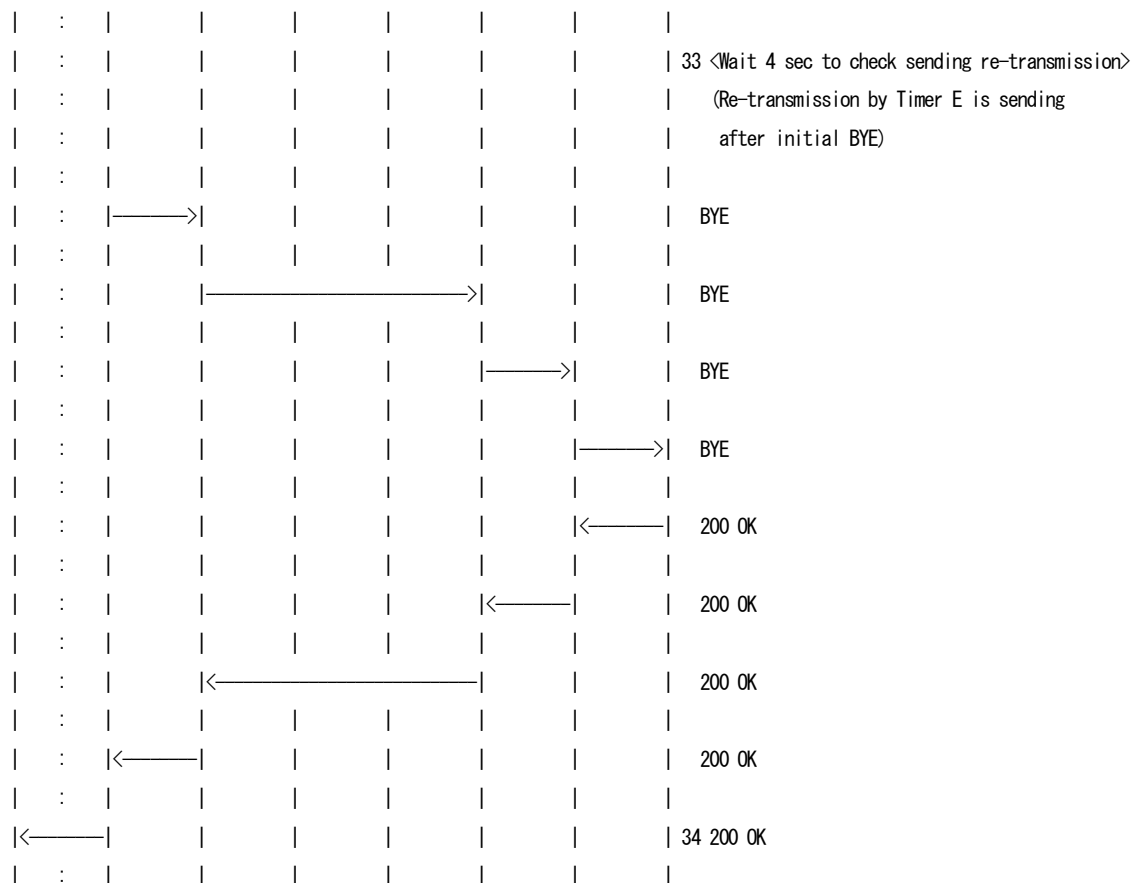 33 <Wait 4 sec to check sending re-transmission>
(Re-transmission by Timer E is sending
after initial BYE)
BYE
BYE
BYE
BYE
200 OK
200 OK
200 OK
200 OK
34 200 OK